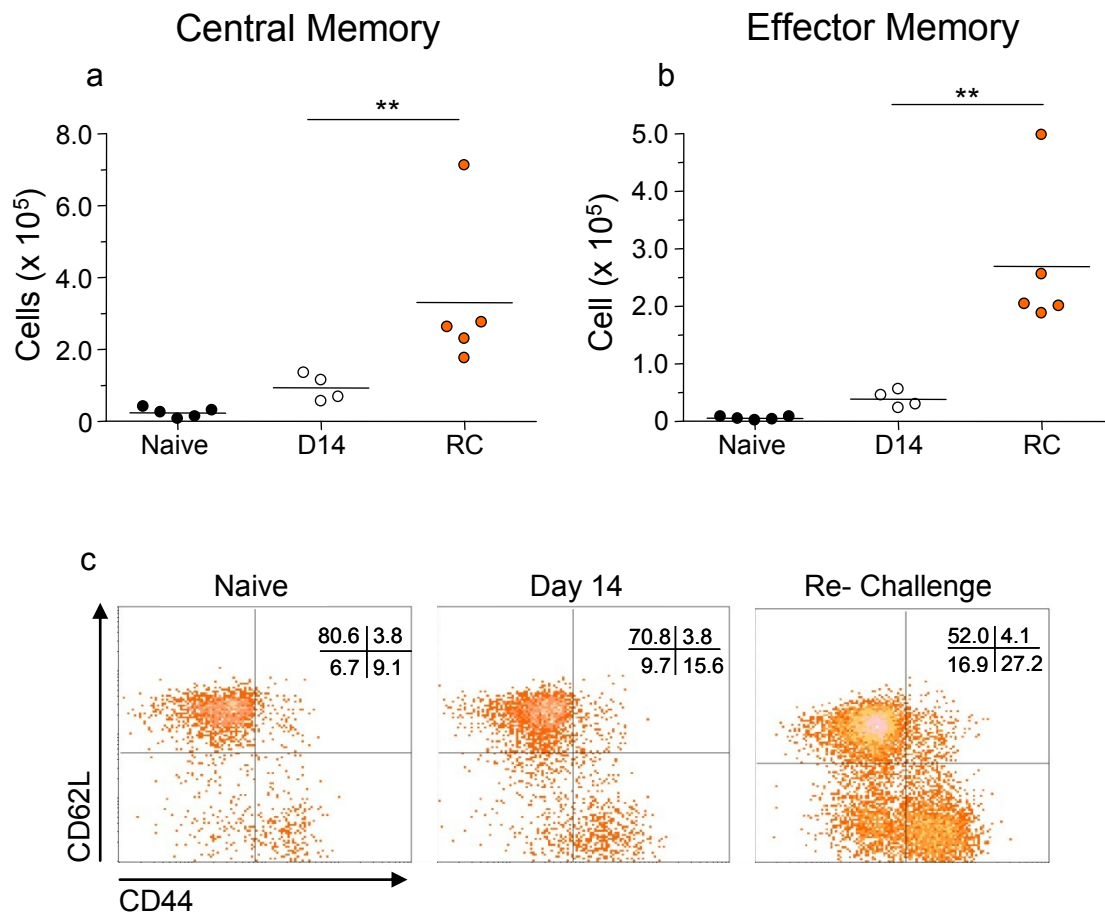 Central Memory
Effector Memory
a
b
**
**
8.0
6.0
4.0
2.0
0
Cells (x 10⁵)
Naive D14 RC
5.0
4.0
3.0
2.0
1.0
0
Cell (x 10⁵)
Naive D14 RC
c
Naive
Day 14
Re- Challenge
80.6 3.8
6.7 9.1
70.8 3.8
9.7 15.6
52.0 4.1
16.9 27.2
CD62L
CD44